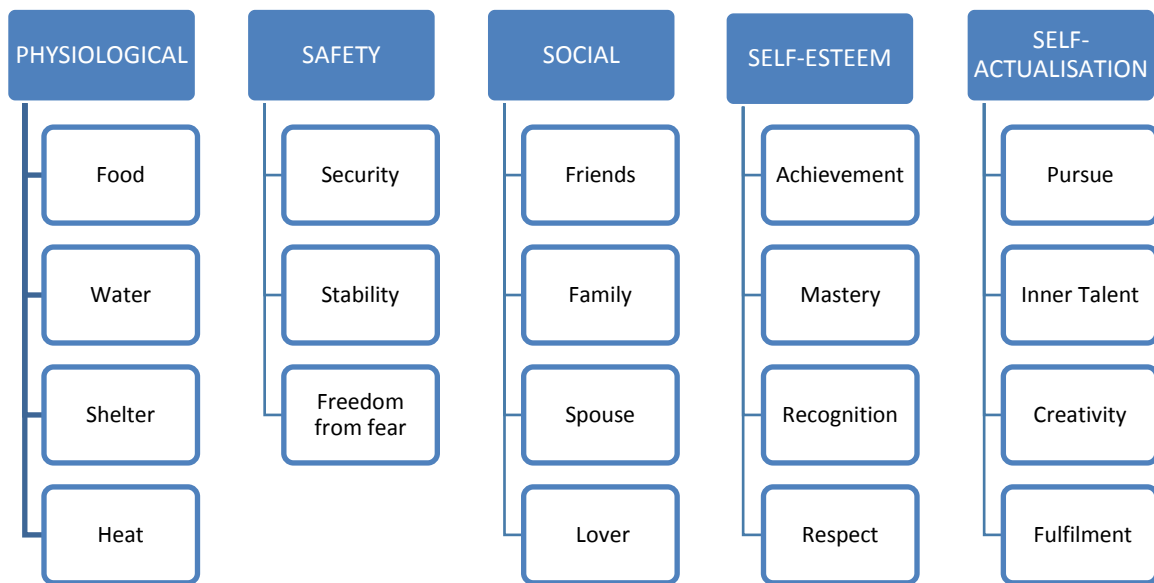 PHYSIOLOGICAL
Food
Water
Shelter
Heat
SAFETY
Security
Stability
Freedom
from fear
SOCIAL
Friends
Family
Spouse
Lover
SELF-ESTEEM
Achievement
Mastery
Recognition
Respect
SELF-
ACTUALISATION
Pursue
Inner Talent
Creativity
Fulfilment